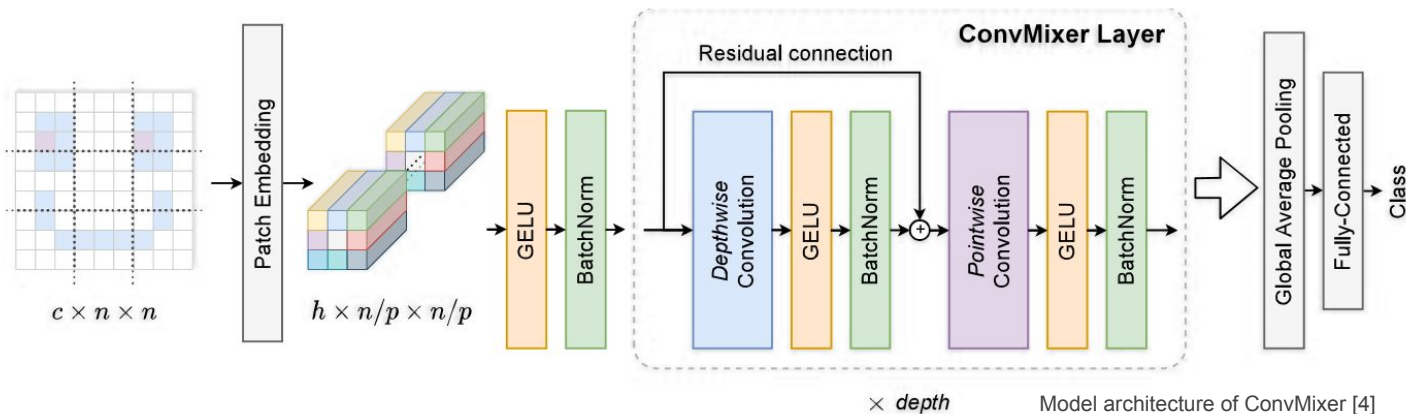 ConvMixer Layer
Residual connection
c × n × n
Patch Embedding
h × n/p × n/p
GELU
BatchNorm
Depthwise
Convolution
GELU
BatchNorm
+
Pointwise
Convolution
GELU
BatchNorm
Global Average Pooling
Fully-Connected
Class
× depth
Model architecture of ConvMixer [4]